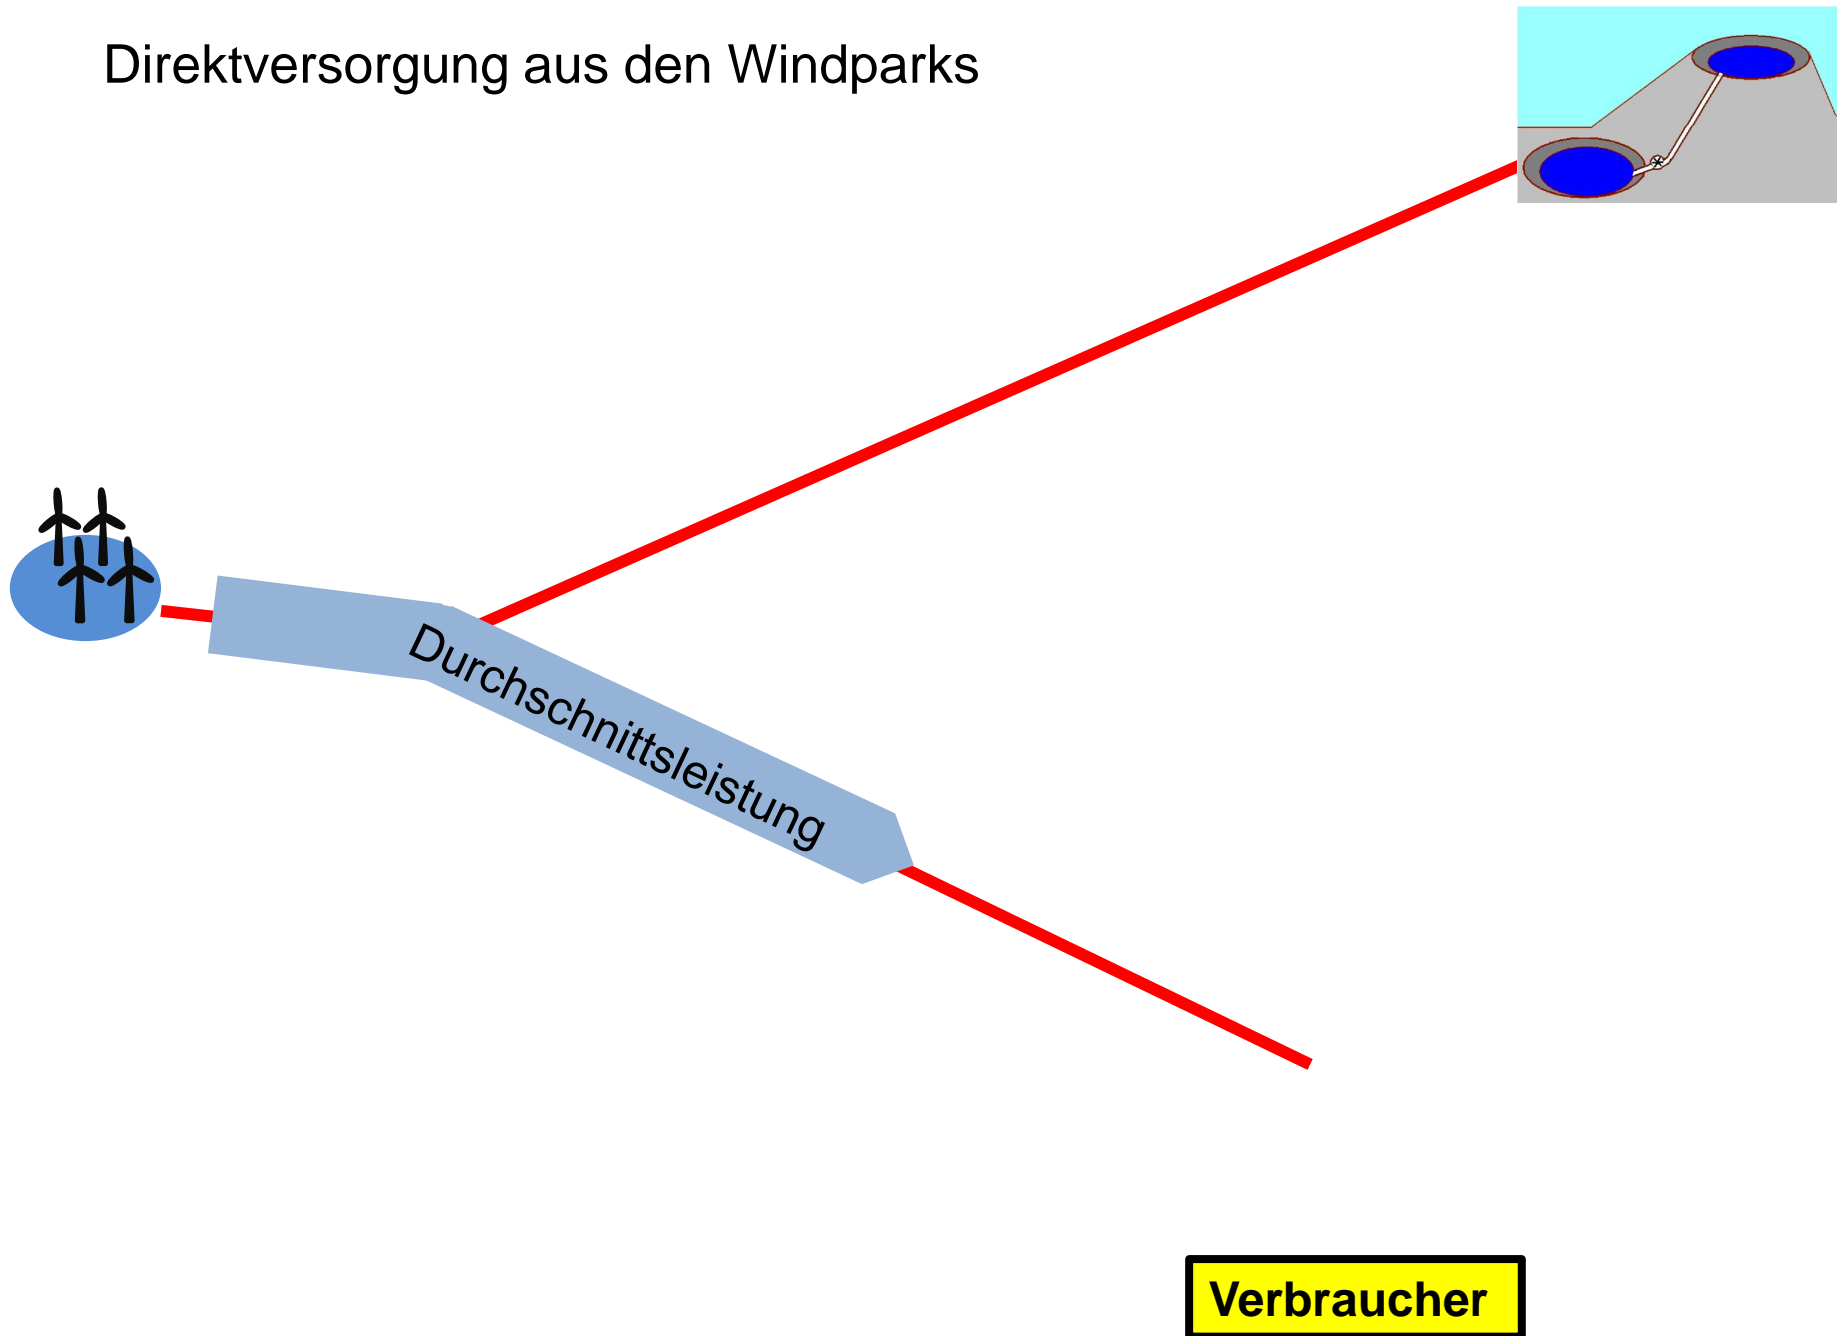 Direktversorgung aus den Windparks
Durchschnittsleistung
Verbraucher